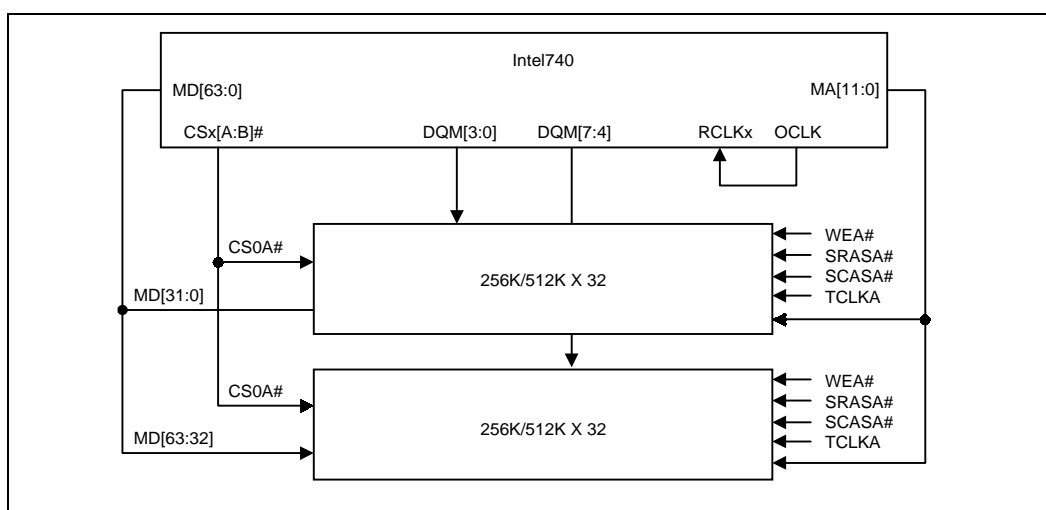 Intel740
MD[63:0]
MA[11:0]
CSx[A:B]#
DQM[3:0]
DQM[7:4]
RCLKx
OCLK
CS0A#
256K/512K X 32
WEA#
SRASA#
SCASA#
TCLKA
MD[31:0]
CS0A#
256K/512K X 32
WEA#
SRASA#
SCASA#
TCLKA
MD[63:32]